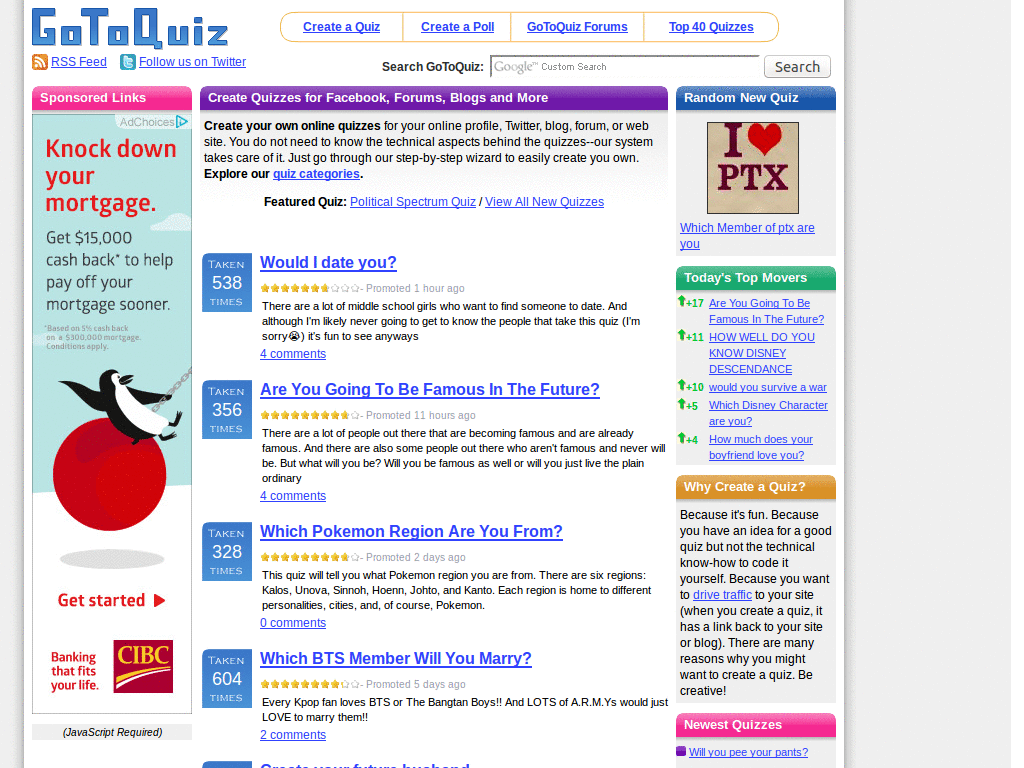 GoToQuiz
Create a Quiz
Create a Poll
GoToQuiz Forums
Top 40 Quizzes
RSS Feed
Follow us on Twitter
Search GoToQuiz:
Google™ Custom Search
Search
Sponsored Links
AdChoices
Knock down
your
mortgage.
Get $15,000
cash back* to help
pay off your
mortgage sooner.
*Based on 5% cash back
on a $300,000 mortgage.
Conditions apply.
Get started
Banking
that fits
your life.
CIBC
(JavaScript Required)
Create Quizzes for Facebook, Forums, Blogs and More
Create your own online quizzes for your online profile, Twitter, blog, forum, or web
site. You do not need to know the technical aspects behind the quizzes--our system
takes care of it. Just go through our step-by-step wizard to easily create you own.
Explore our quiz categories.
Featured Quiz: Political Spectrum Quiz / View All New Quizzes
Taken
538
times
Would I date you?
- Promoted 1 hour ago
There are a lot of middle school girls who want to find someone to date. And
although I'm likely never going to get to know the people that take this quiz (I'm
sorry😭) it's fun to see anyways
4 comments
Taken
356
times
Are You Going To Be Famous In The Future?
- Promoted 11 hours ago
There are a lot of people out there that are becoming famous and are already
famous. And there are also some people out there who aren't famous and never will
be. But what will you be? Will you be famous as well or will you just live the plain
ordinary
4 comments
Taken
328
times
Which Pokemon Region Are You From?
- Promoted 2 days ago
This quiz will tell you what Pokemon region you are from. There are six regions:
Kalos, Unova, Sinnoh, Hoenn, Johto, and Kanto. Each region is home to different
personalities, cities, and, of course, Pokemon.
0 comments
Taken
604
times
Which BTS Member Will You Marry?
- Promoted 5 days ago
Every Kpop fan loves BTS or The Bangtan Boys!! And LOTS of A.R.M.Ys would just
LOVE to marry them!!
2 comments
Create your future husband
Random New Quiz
I
PTX
Which Member of ptx are
you
Today's Top Movers
+17 Are You Going To Be
Famous In The Future?
+11 HOW WELL DO YOU
KNOW DISNEY
DESCENDANCE
+10 would you survive a war
+5 Which Disney Character
are you?
+4 How much does your
boyfriend love you?
Why Create a Quiz?
Because it's fun. Because
you have an idea for a good
quiz but not the technical
know-how to code it
yourself. Because you want
to drive traffic to your site
(when you create a quiz, it
has a link back to your site
or blog). There are many
reasons why you might
want to create a quiz. Be
creative!
Newest Quizzes
Will you pee your pants?